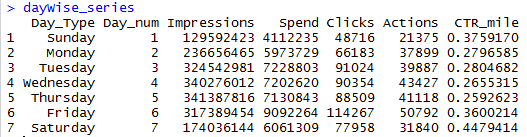 > daywise_series
Day_Type Day_num Impressions Spend Clicks Actions CTR_mile
1 Sunday 1 129592423 4112235 48716 21375 0.3759170
2 Monday 2 236656465 5973729 66183 37899 0.2796585
3 Tuesday 3 324542981 7228803 91024 39887 0.2804682
4 Wednesday 4 340276012 7202620 90354 43427 0.2655315
5 Thursday 5 341387816 7130843 88509 41118 0.2592623
6 Friday 6 317389454 9092264 114267 50792 0.3600214
7 Saturday 7 174036144 6061309 77958 31840 0.4479414